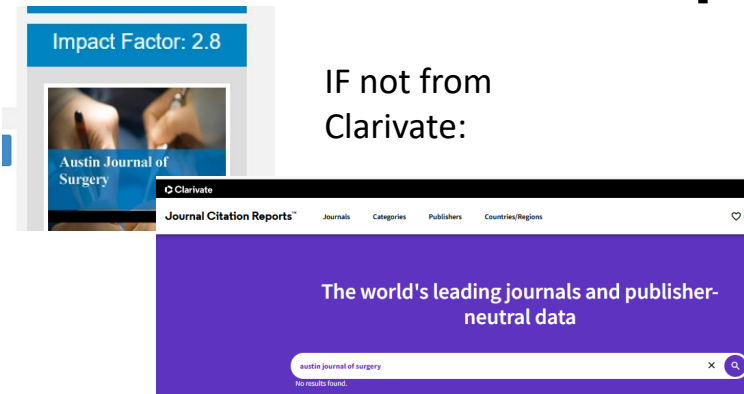 Impact Factor: 2.8
Austin Journal of
Surgery
IF not from
Clarivate:
Clarivate
Journal Citation Reports™ Journals Categories Publishers Countries/Regions
The world's leading journals and publisher-
neutral data
austin journal of surgery
No results found.